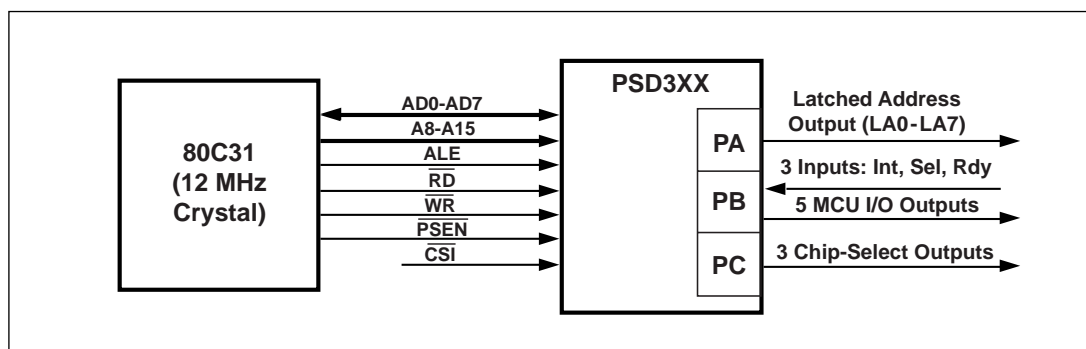 80C31
(12 MHz
Crystal)
AD0-AD7
A8-A15
ALE
RD
WR
PSEN
CSI
PSD3XX
PA
PB
PC
Latched Address
Output (LA0-LA7)
3 Inputs: Int, Sel, Rdy
5 MCU I/O Outputs
3 Chip-Select Outputs